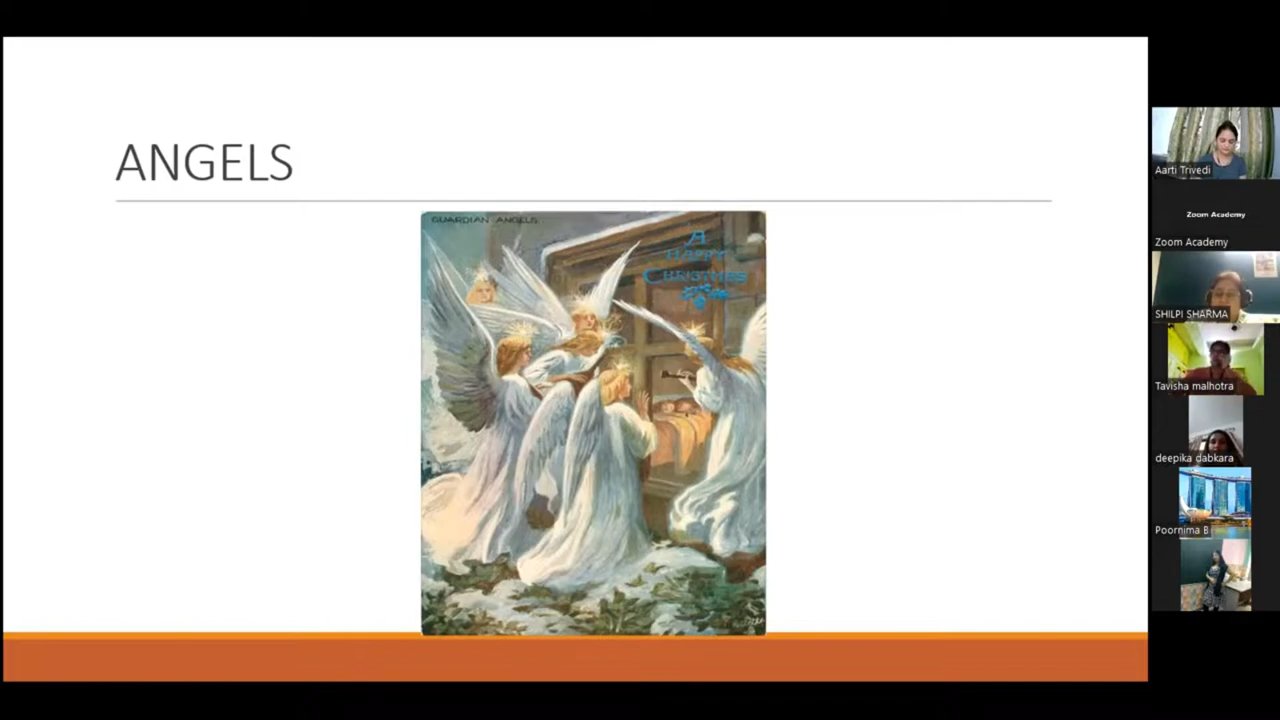 ANGELS
GUARDIAN ANGELS
A
HAPPY
CHRISTMAS
Aarti Trivedi
Zoom Academy
Zoom Academy
SHILPI SHARMA
Tavisha malhotra
deepika dabkara
Poornima B